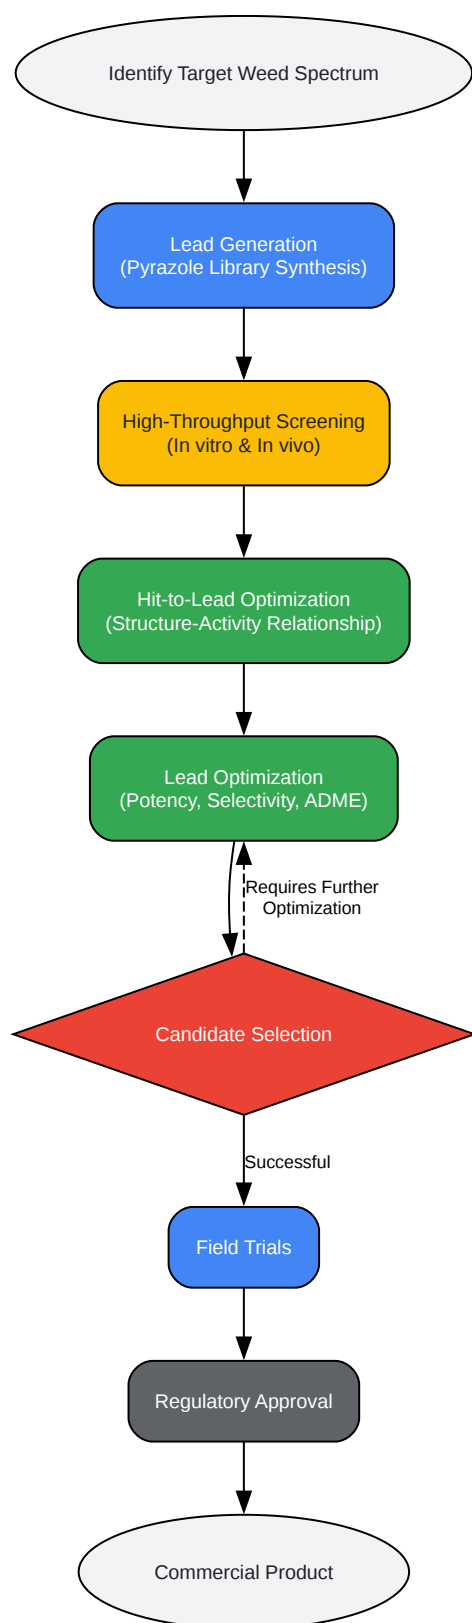 Identify Target Weed Spectrum
Lead Generation
(Pyrazole Library Synthesis)
High-Throughput Screening
(In vitro & In vivo)
Hit-to-Lead Optimization
(Structure-Activity Relationship)
Lead Optimization
(Potency, Selectivity, ADME)
Requires Further
Optimization
Candidate Selection
Successful
Field Trials
Regulatory Approval
Commercial Product